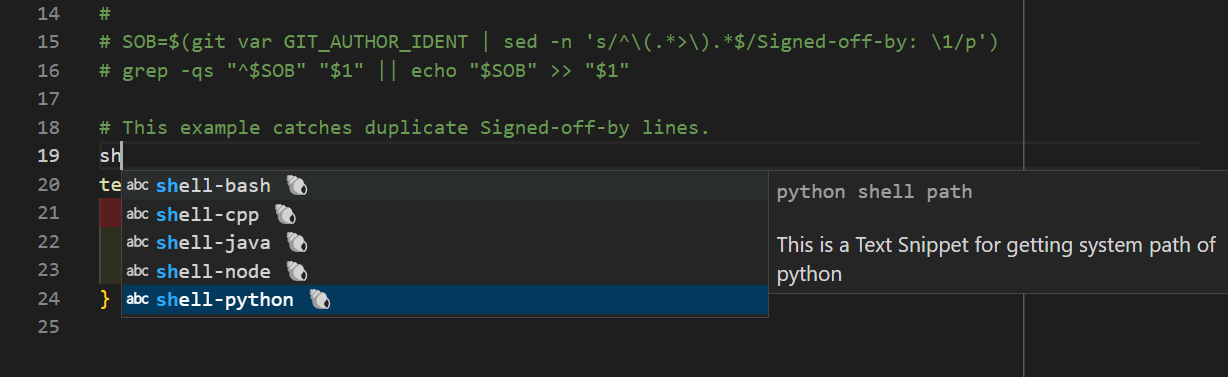 14 #
15 # SOB=$(git var GIT_AUTHOR_IDENT | sed -n 's/^\(.*>\).*$/Signed-off-by: \1/p')
16 # grep -qs "^$SOB" "$1" || echo "$SOB" >> "$1"
17
18 # This example catches duplicate Signed-off-by lines.
19 sh
20 te
abc shell-bash 🐚
python shell path
21
abc shell-cpp 🐚
22
abc shell-java 🐚
This is a Text Snippet for getting system path of
23
abc shell-node 🐚
python
24 }
abc shell-python 🐚
25